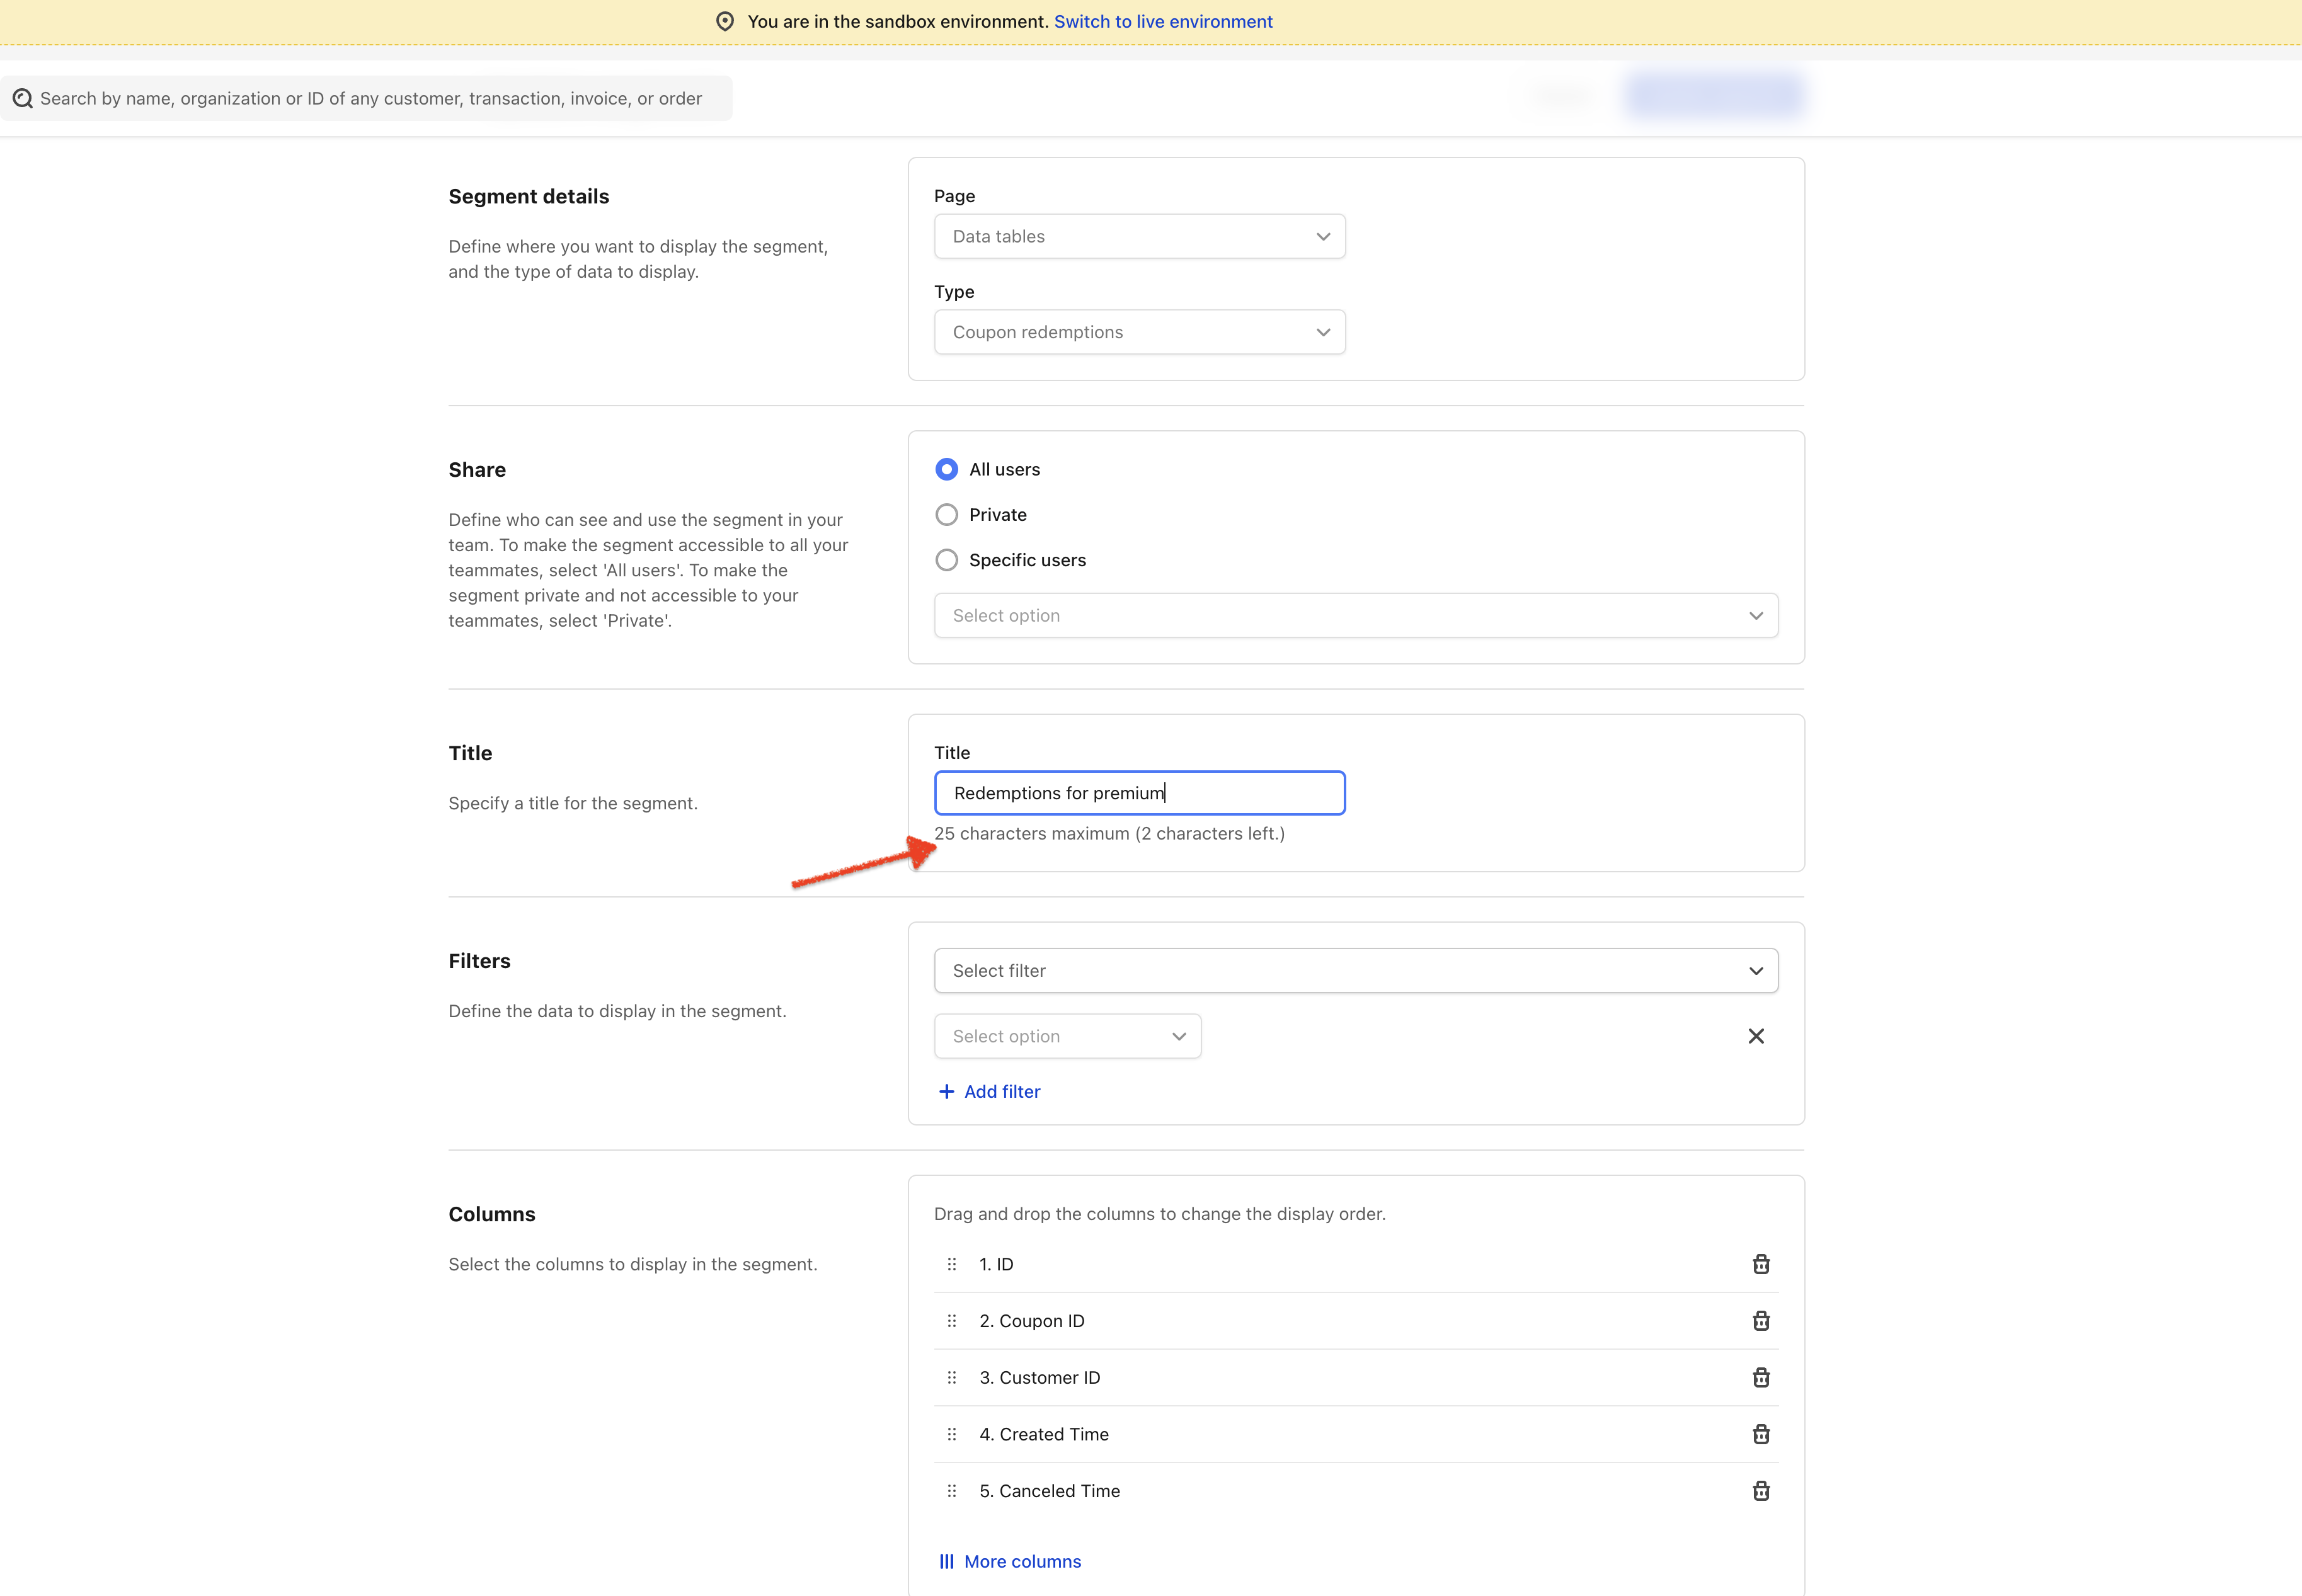 You are in the sandbox environment. Switch to live environment
Search by name, organization or ID of any customer, transaction, invoice, or order
Segment details
Define where you want to display the segment,
and the type of data to display.
Page
Data tables
Type
Coupon redemptions
Share
Define who can see and use the segment in your
team. To make the segment accessible to all your
teammates, select 'All users'. To make the
segment private and not accessible to your
teammates, select 'Private'.
All users
Private
Specific users
Select option
Title
Specify a title for the segment.
Title
Redemptions for premium
25 characters maximum (2 characters left.)
Filters
Define the data to display in the segment.
Select filter
Select option
Add filter
Columns
Select the columns to display in the segment.
Drag and drop the columns to change the display order.
1. ID
2. Coupon ID
3. Customer ID
4. Created Time
5. Canceled Time
More columns